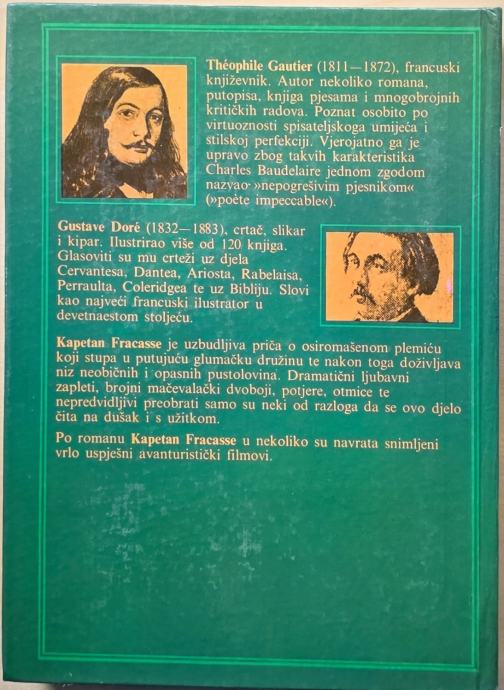 Théophile Gautier (1811—1872), francuski
književnik. Autor nekoliko romana,
putopisa, knjiga pjesama i mnogobrojnih
kritičkih radova. Poznat osobito po
virtuoznosti spisateljskoga umijeća i
stilskoj perfekciji. Vjerojatno ga je
upravo zbog takvih karakteristika
Charles Baudelaire jednom zgodom
nazvao »nepogrešivim pjesnikom«
(»poète impeccable«).
Gustave Doré (1832—1883), crtač, slikar
i kipar. Ilustrirao više od 120 knjiga.
Glasoviti su mu crteži uz djela
Cervantesa, Dantea, Ariosta, Rabelaisa,
Perraulta, Coleridgea te uz Bibliju. Slovi
kao najveći francuski ilustrator u
devetnaestom stoljeću.
Kapetan Fracasse je uzbudljiva priča o osiromašenom plemiću
koji stupa u putujuću glumačku družinu te nakon toga doživljava
niz neobičnih i opasnih pustolovina. Dramatični ljubavni
zapleti, brojni mačevalački dvoboji, potjere, otmice te
nepredvidljivi preobrati samo su neki od razloga da se ovo djelo
čita na dušak i s užitkom.
Po romanu Kapetan Fracasse u nekoliko su navrata snimljeni
vrlo uspješni avanturistički filmovi.